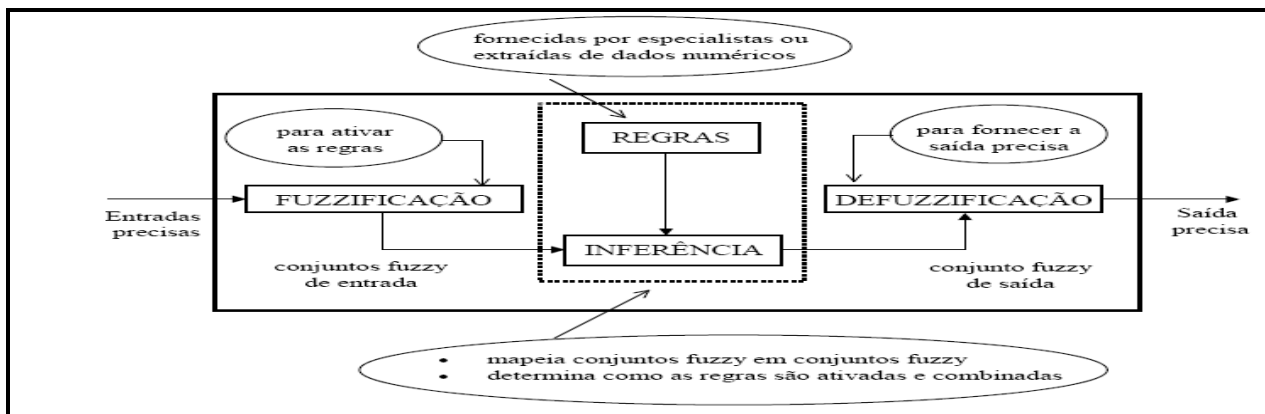 fornecidas por especialistas ou
extraídas de dados numéricos
para ativar
as regras
REGRAS
para fornecer a
saída precisa
Entradas
precisas
FUZZIFICAÇÃO
DEFUZZIFICAÇÃO
Saída
precisa
INFERÊNCIA
conjuntos fuzzy
de entrada
conjunto fuzzy
de saída
• mapeia conjuntos fuzzy em conjuntos fuzzy
• determina como as regras são ativadas e combinadas